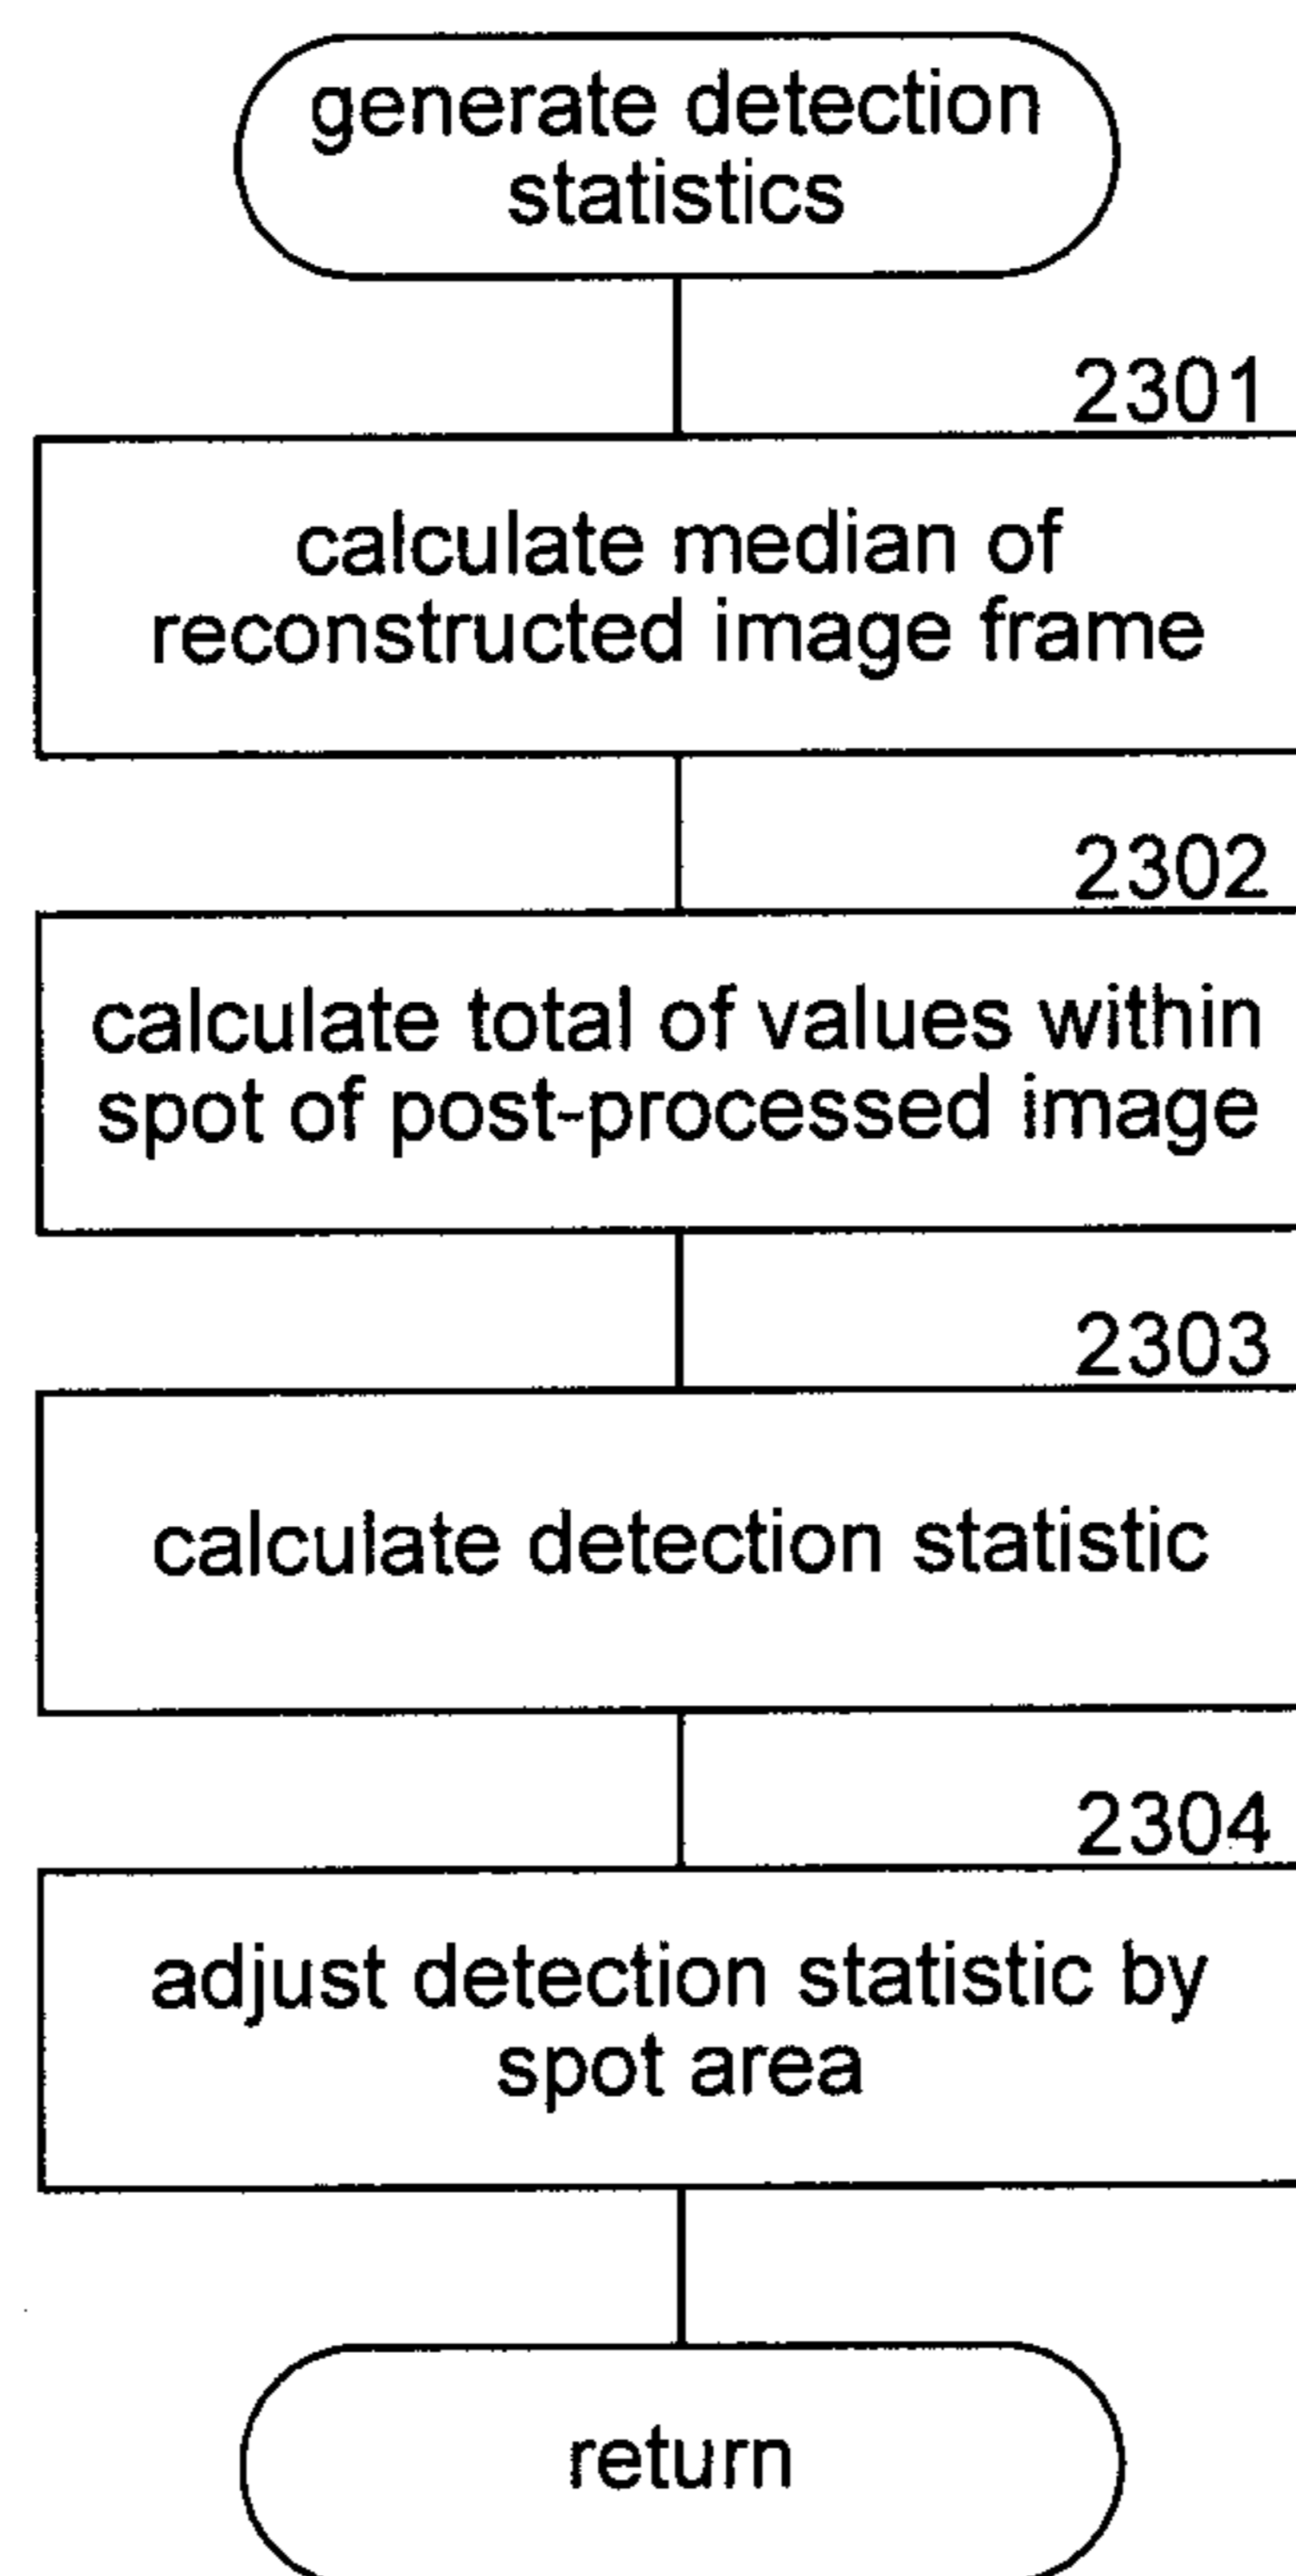 generate detection
statistics
2301
calculate median of
reconstructed image frame
2302
calculate total of values within
spot of post-processed image
2303
calculate detection statistic
2304
adjust detection statistic by
spot area
return